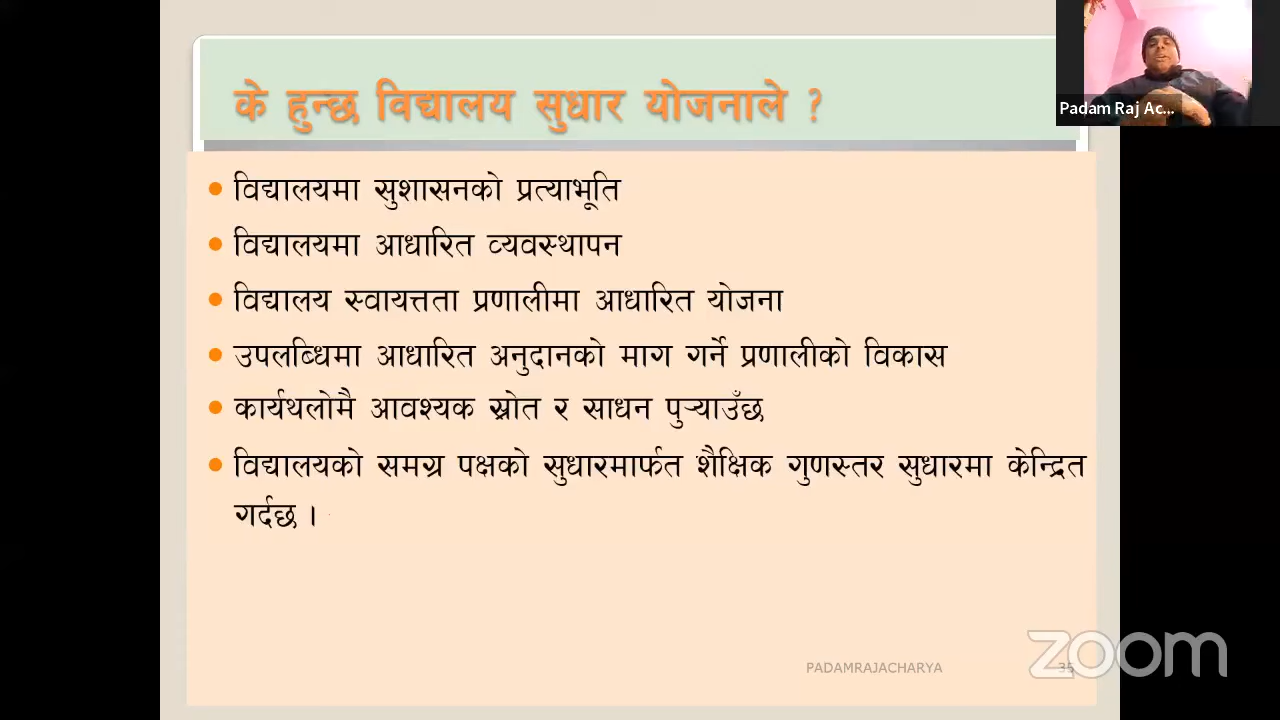 के हुन्छ विद्यालय सुधार योजनाले ?
Padam Raj Ac...
• विद्यालयमा सुशासनको प्रत्याभूति
• विद्यालयमा आधारित व्यवस्थापन
• विद्यालय स्वायत्तता प्रणालीमा आधारित योजना
• उपलब्धिमा आधारित अनुदानको माग गर्ने प्रणालीको विकास
• कार्यथलोमै आवश्यक स्रोत र साधन पुर्‍याउँछ
• विद्यालयको समग्र पक्षको सुधारमार्फत शैक्षिक गुणस्तर सुधारमा केन्द्रित
गर्दछ ।
PADAMRAJACHARYA 35
zoom